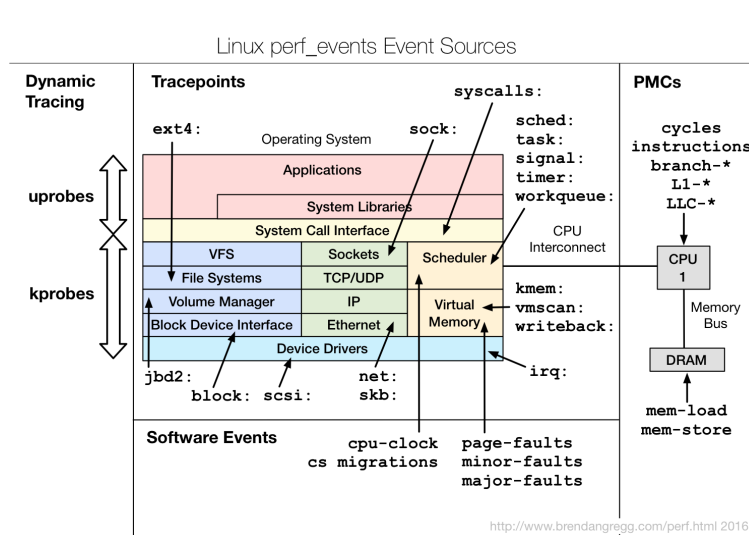 Linux perf_events Event Sources
Dynamic
Tracing
Tracepoints
PMCs
syscalls:
ext4:
Operating System
sock:
sched:
task:
signal:
timer:
workqueue:
cycles
instructions
branch-*
L1-*
LLC-*
uprobes
Applications
System Libraries
System Call Interface
CPU
Interconnect
kprobes
VFS
Sockets
Scheduler
File Systems
TCP/UDP
Volume Manager
IP
Virtual
Memory
Block Device Interface
Ethernet
Device Drivers
CPU
1
kmem:
vmscan:
writeback:
Memory
Bus
DRAM
jbd2:
block:
scsi:
net:
skb:
irq:
mem-load
mem-store
Software Events
cpu-clock
cs migrations
page-faults
minor-faults
major-faults
http://www.brendangregg.com/perf.html 2016